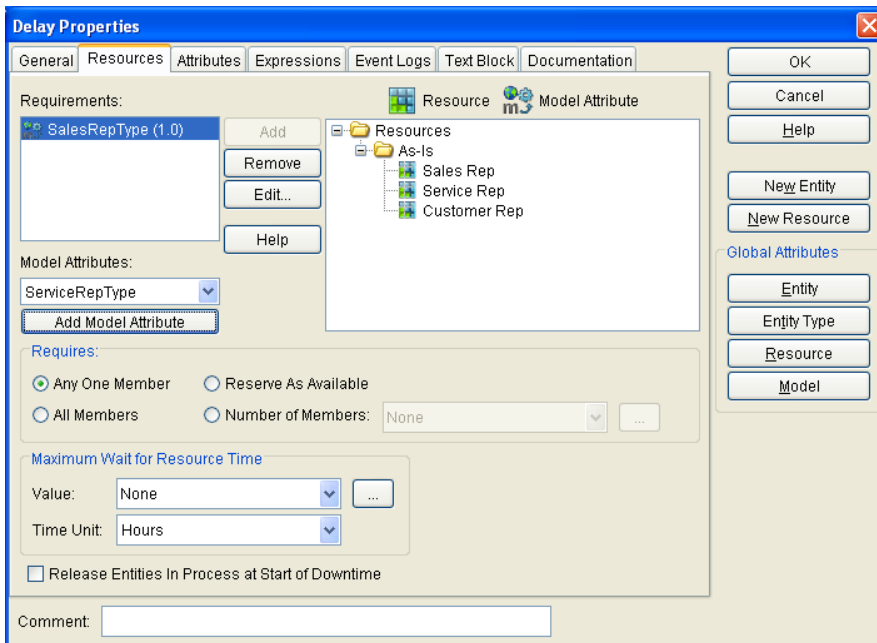 Delay Properties
General Resources Attributes Expressions Event Logs Text Block Documentation
Requirements:
Resource m Model Attribute
SalesRepType (1.0)
Add
Remove
Edit...
Help
Resources
As-Is
Sales Rep
Service Rep
Customer Rep
Model Attributes:
ServiceRepType
Add Model Attribute
Requires:
Any One Member Reserve As Available
All Members Number of Members: None ...
Maximum Wait for Resource Time
Value: None ...
Time Unit: Hours
Release Entities In Process at Start of Downtime
Comment:
OK
Cancel
Help
New Entity
New Resource
Global Attributes
Entity
Entity Type
Resource
Model